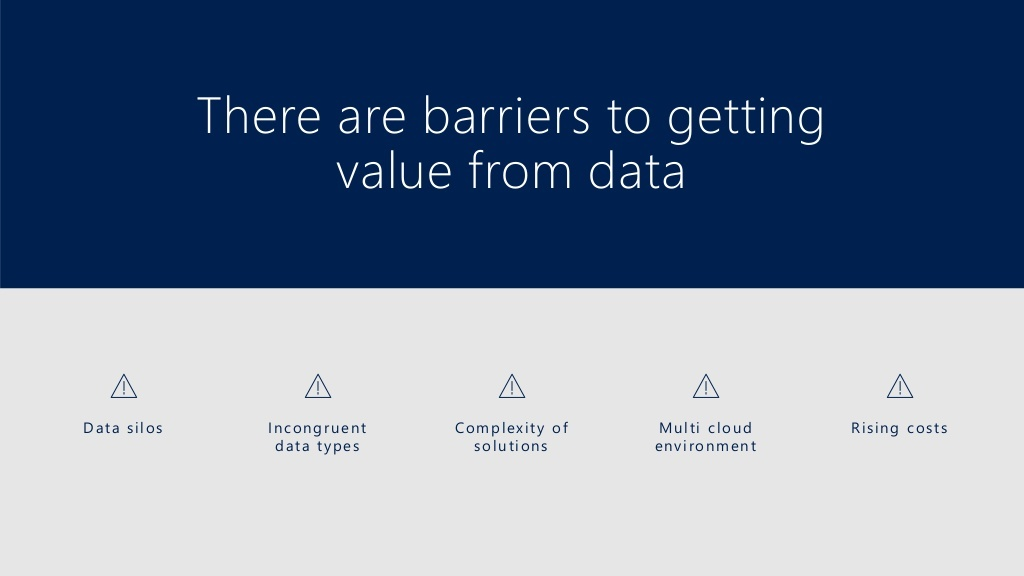 There are barriers to getting
value from data
Data silos
Incongruent
data types
Complexity of
solutions
Multi cloud
environment
Rising costs